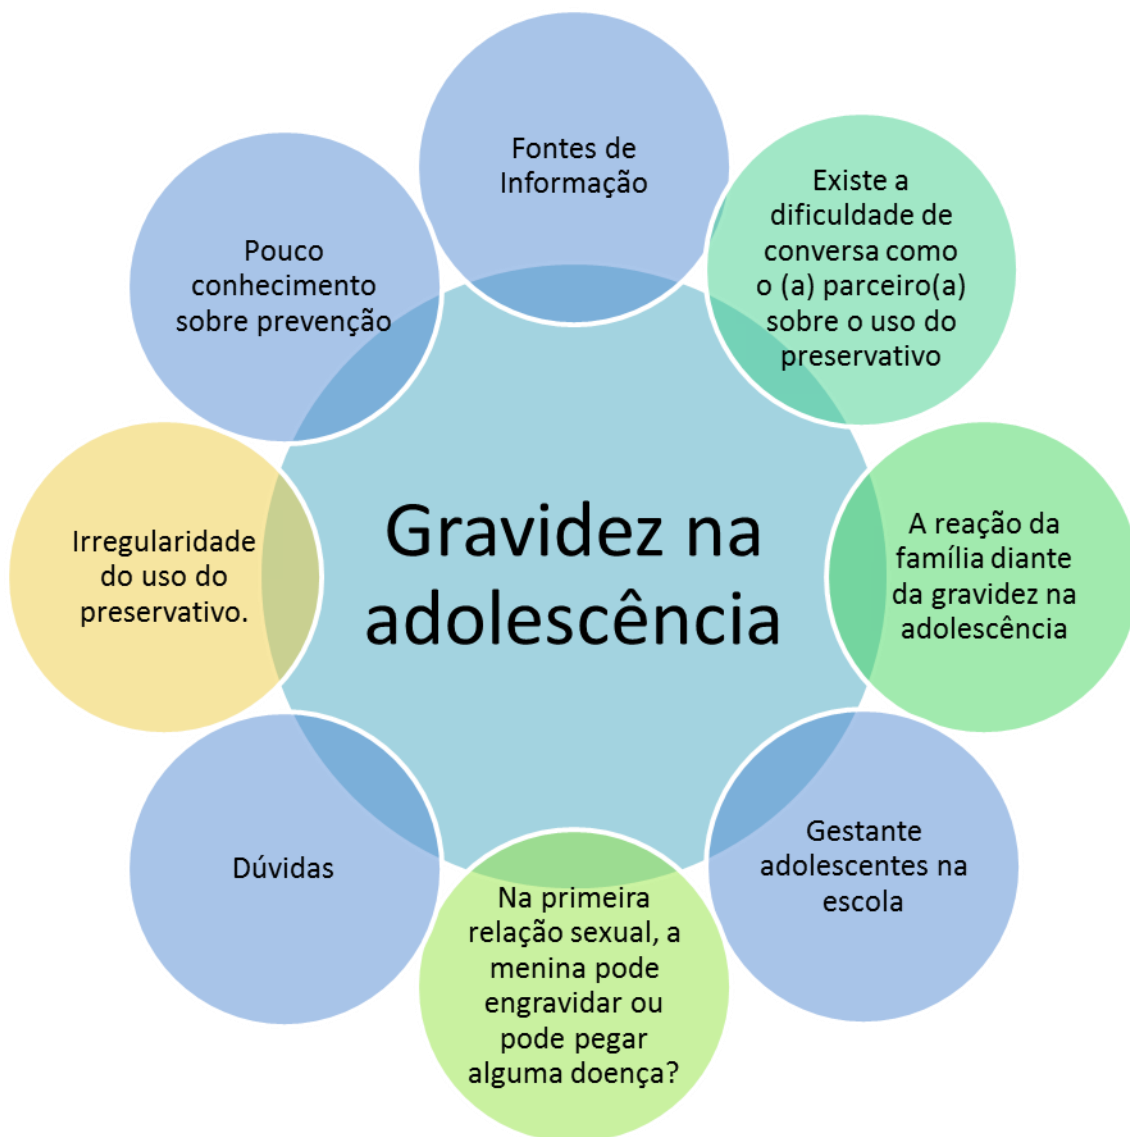 Fontes de
Informação
Existe a
dificuldade de
conversa como
o (a) parceiro(a)
sobre o uso do
preservativo
A reação da
família diante
da gravidez na
adolescência
Gestante
adolescentes na
escola
Na primeira
relação sexual, a
menina pode
engravidar ou
pode pegar
alguma doença?
Dúvidas
Irregularidade
do uso do
preservativo.
Pouco
conhecimento
sobre prevenção
Gravidez na
adolescência